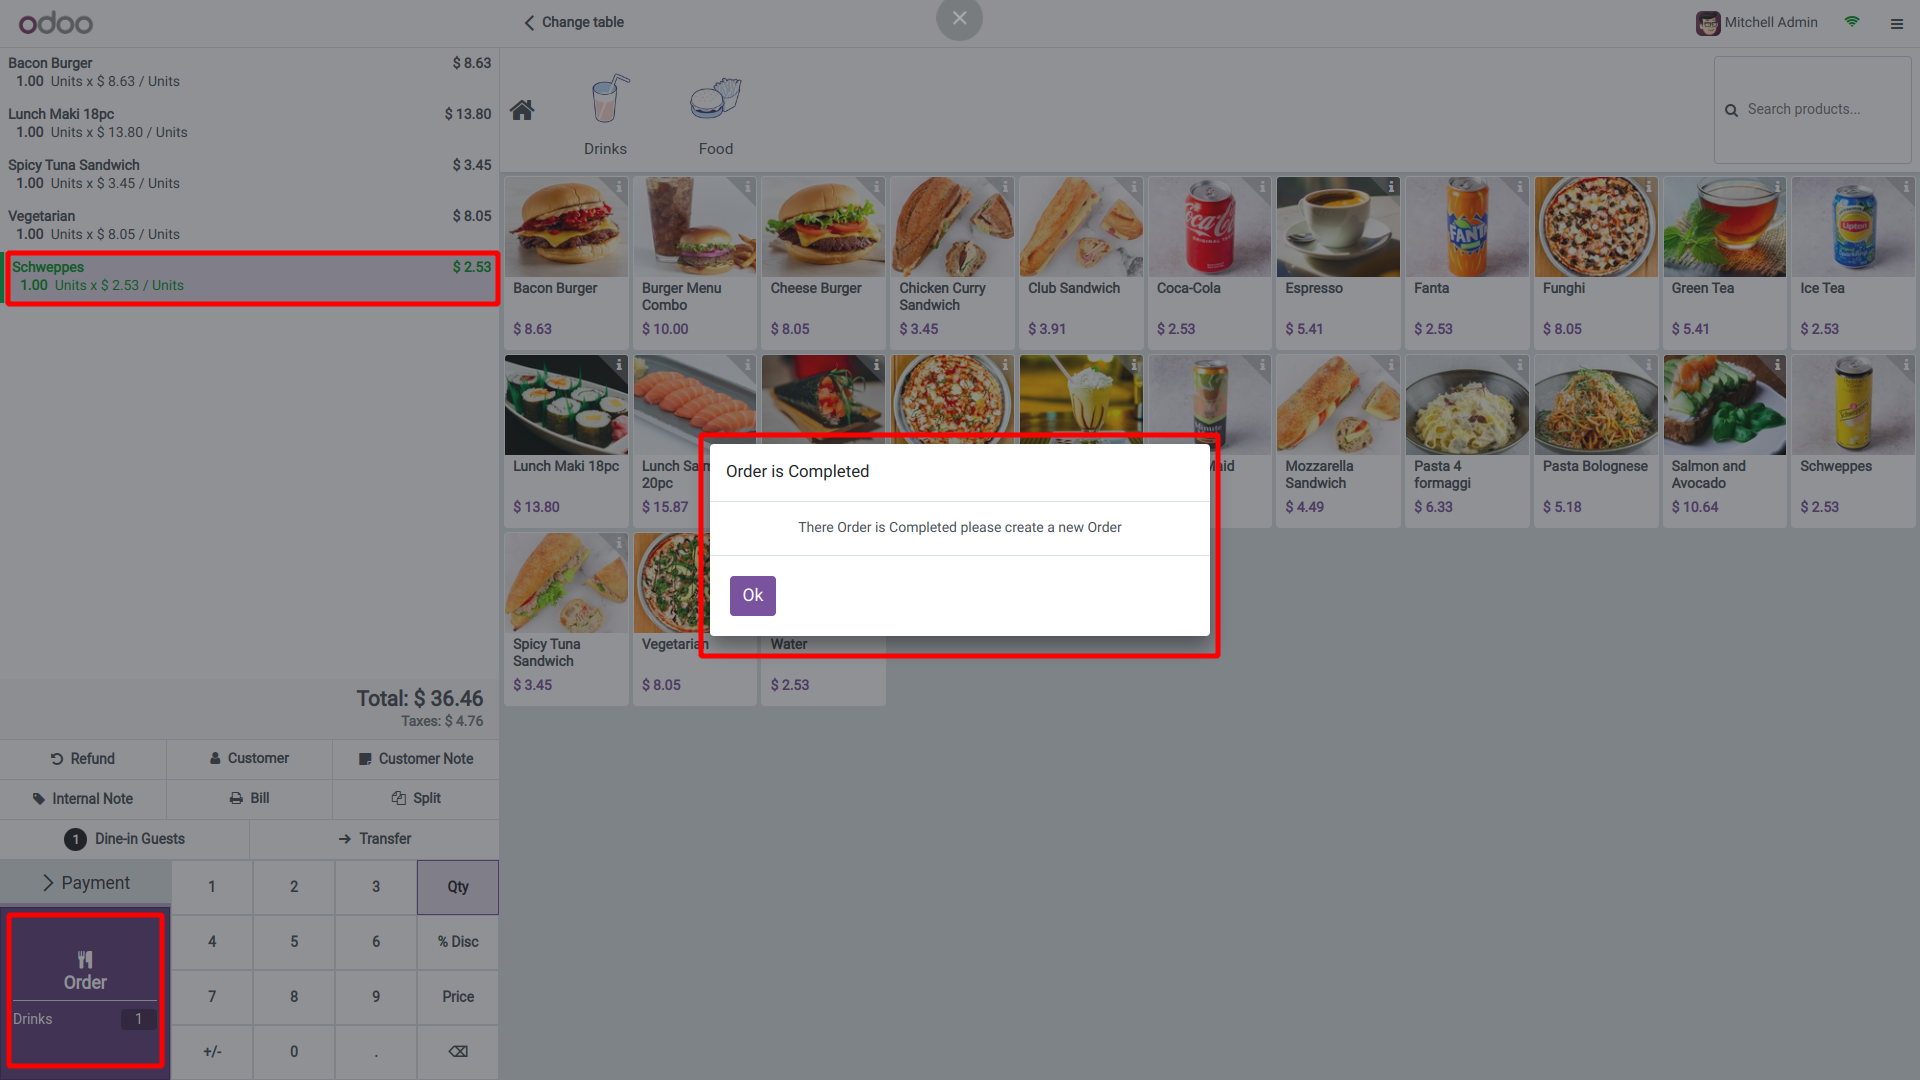 odoo
Change table
Mitchell Admin
Bacon Burger $ 8.63
1.00 Units x $ 8.63 / Units
Lunch Maki 18pc $ 13.80
1.00 Units x $ 13.80 / Units
Spicy Tuna Sandwich $ 3.45
1.00 Units x $ 3.45 / Units
Vegetarian $ 8.05
1.00 Units x $ 8.05 / Units
Schweppes $ 2.53
1.00 Units x $ 2.53 / Units
Total: $ 36.46
Taxes: $ 4.76
Refund
Customer
Customer Note
Internal Note
Bill
Split
1 Dine-in Guests
Transfer
Payment
Order
Drinks 1
1 2 3 Qty
4 5 6 % Disc
7 8 9 Price
+/- 0 .
Drinks
Food
Search products...
Bacon Burger
$ 8.63
Burger Menu
Combo
$ 10.00
Cheese Burger
$ 8.05
Chicken Curry
Sandwich
$ 3.45
Club Sandwich
$ 3.91
Coca-Cola
$ 2.53
Espresso
$ 5.41
Fanta
$ 2.53
Funghi
$ 8.05
Green Tea
$ 5.41
Ice Tea
$ 2.53
Lunch Maki 18pc
$ 13.80
Lunch Sa
20pc
$ 15.87
Mozzarella
Sandwich
$ 4.49
Pasta 4
formaggi
$ 6.33
Pasta Bolognese
$ 5.18
Salmon and
Avocado
$ 10.64
Schweppes
$ 2.53
Spicy Tuna
Sandwich
$ 3.45
Vegetarian
$ 8.05
Water
$ 2.53
Order is Completed
There Order is Completed please create a new Order
Ok